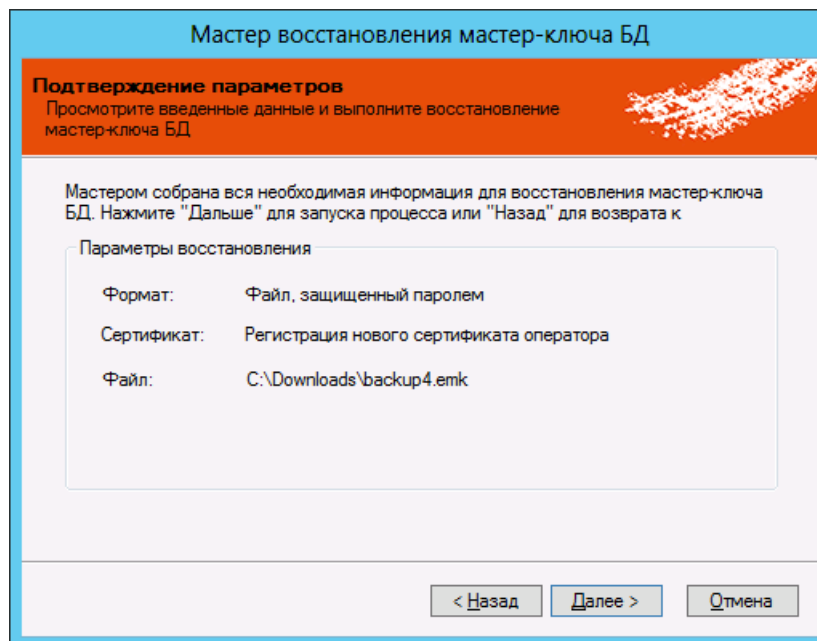 Мастер восстановления мастер-ключа БД
Подтверждение параметров
Просмотрите введенные данные и выполните восстановление
мастер-ключа БД
Мастером собрана вся необходимая информация для восстановления мастер-ключа
БД. Нажмите "Дальше" для запуска процесса или "Назад" для возврата к
Параметры восстановления
Формат: Файл, защищенный паролем
Сертификат: Регистрация нового сертификата оператора
Файл: C:\Downloads\backup4.emk
< Назад Далее > Отмена